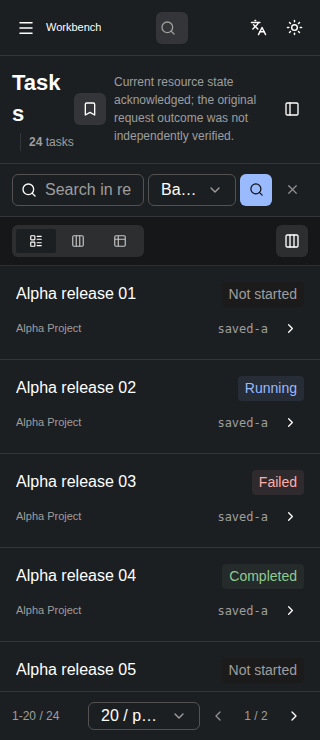 Workbench
Task
s
24 tasks
Current resource state
acknowledged; the original
request outcome was not
independently verified.
Search in re
Ba…
Alpha release 01
Not started
Alpha Project
saved-a
Alpha release 02
Running
Alpha Project
saved-a
Alpha release 03
Failed
Alpha Project
saved-a
Alpha release 04
Completed
Alpha Project
saved-a
Alpha release 05
Not started
1-20 / 24
20 / p…
1 / 2